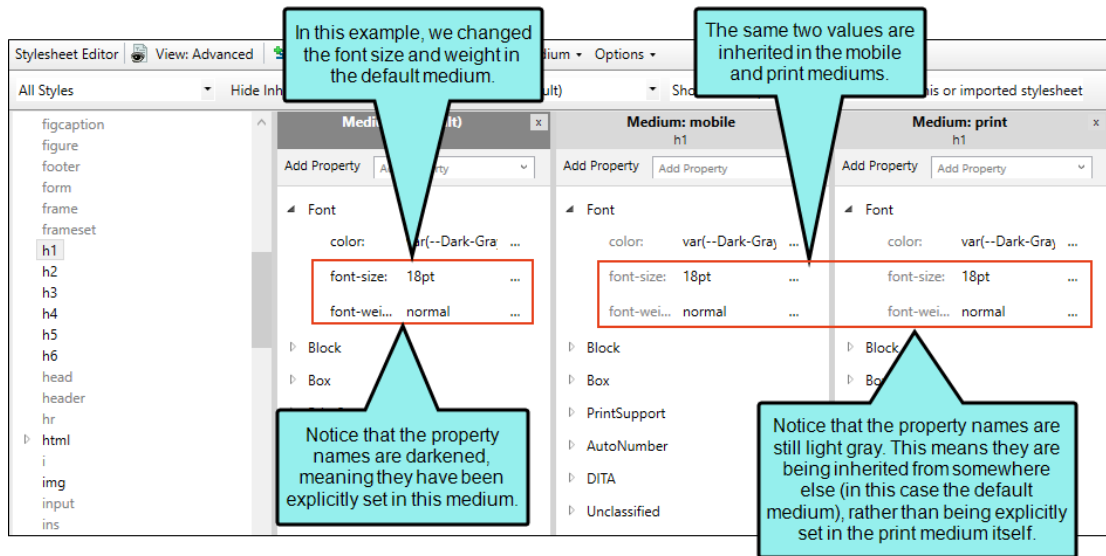 In this example, we changed
the font size and weight in
the default medium.
The same two values are
inherited in the mobile
and print mediums.
Stylesheet Editor View: Advanced Options
All Styles Hide In
figcaption
figure
footer
form
frame
frameset
h1
h2
h3
h4
h5
h6
head
header
hr
html
i
img
input
ins
x
Add Property
Font
color:
font-size: 18pt ...
font-wei... normal ...
Block
Box
Medium: mobile
h1
Add Property Add Property
Font
color: var(--Dark-Gray ...
font-size: 18pt ...
font-wei... normal ...
Block
Box
PrintSupport
AutoNumber
DITA
Unclassified
or imported stylesheet
Medium: print x
h1
Add Property Add Property
Font
color: var(--Dark-Gray ...
font-size: 18pt ...
font-wei... normal ...
Block
Notice that the property
names are darkened,
meaning they have been
explicitly set in this medium.
Notice that the property names are
still light gray. This means they are
being inherited from somewhere
else (in this case the default
medium), rather than being explicitly
set in the print medium itself.